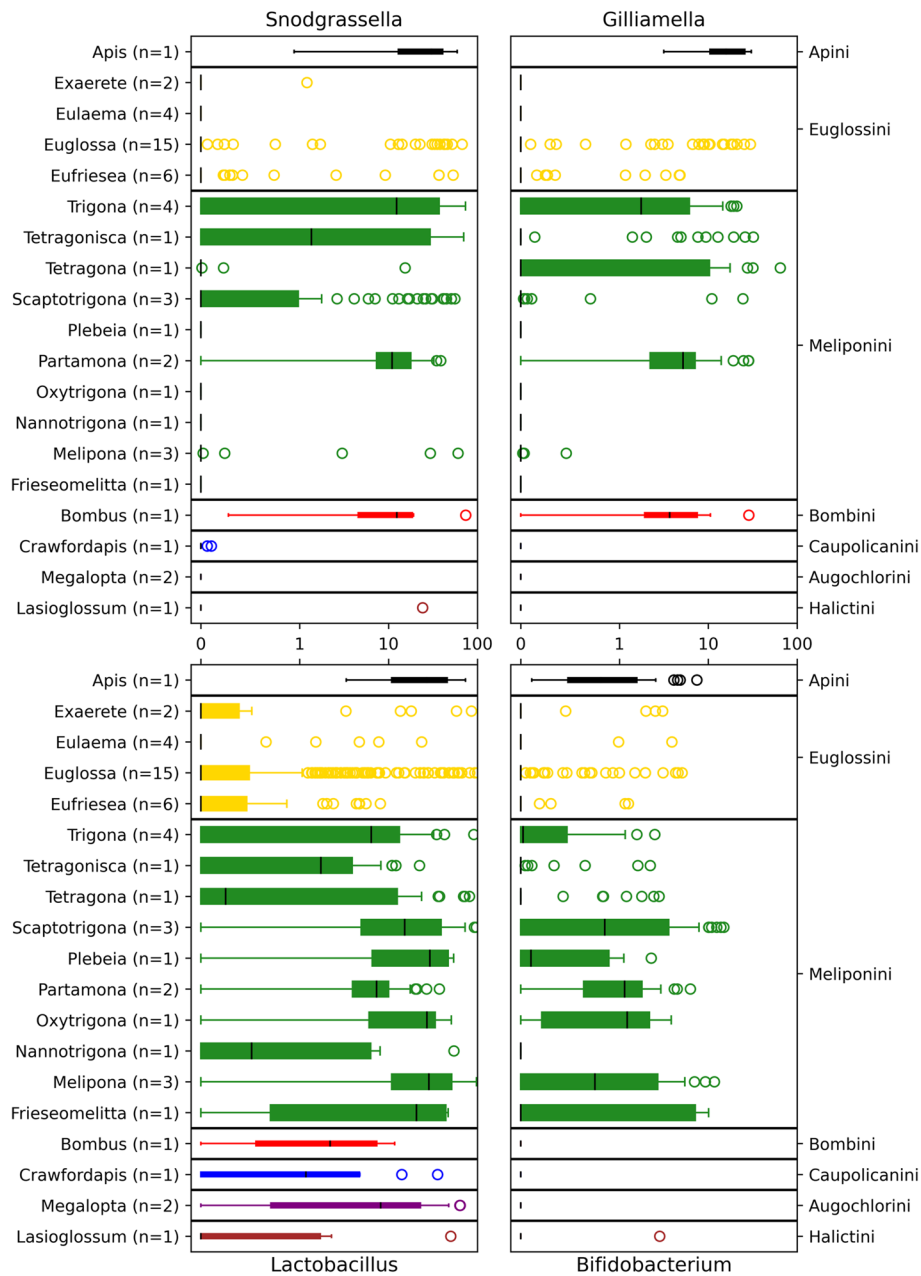 Snodgrassella Gilliamella
Apis (n=1) Apini
Exaerete (n=2)
Eulaema (n=4)
Euglossini
Euglossa (n=15)
Eufriesea (n=6)
Trigona (n=4)
Tetragonisca (n=1)
Tetragona (n=1)
Scaptotrigona (n=3)
Plebeia (n=1)
Meliponini
Partamona (n=2)
Oxytrigona (n=1)
Nannotrigona (n=1)
Melipona (n=3)
Frieseomelitta (n=1)
Bombus (n=1) Bombini
Crawfordapis (n=1) Caupolicanini
Megalopta (n=2) Augochlorini
Lasioglossum (n=1) Halictini
0 1 10 100 0 1 10 100
Apis (n=1) Apini
Exaerete (n=2)
Eulaema (n=4)
Euglossini
Euglossa (n=15)
Eufriesea (n=6)
Trigona (n=4)
Tetragonisca (n=1)
Tetragona (n=1)
Scaptotrigona (n=3)
Plebeia (n=1)
Meliponini
Partamona (n=2)
Oxytrigona (n=1)
Nannotrigona (n=1)
Melipona (n=3)
Frieseomelitta (n=1)
Bombus (n=1) Bombini
Crawfordapis (n=1) Caupolicanini
Megalopta (n=2) Augochlorini
Lasioglossum (n=1) Halictini
Lactobacillus Bifidobacterium